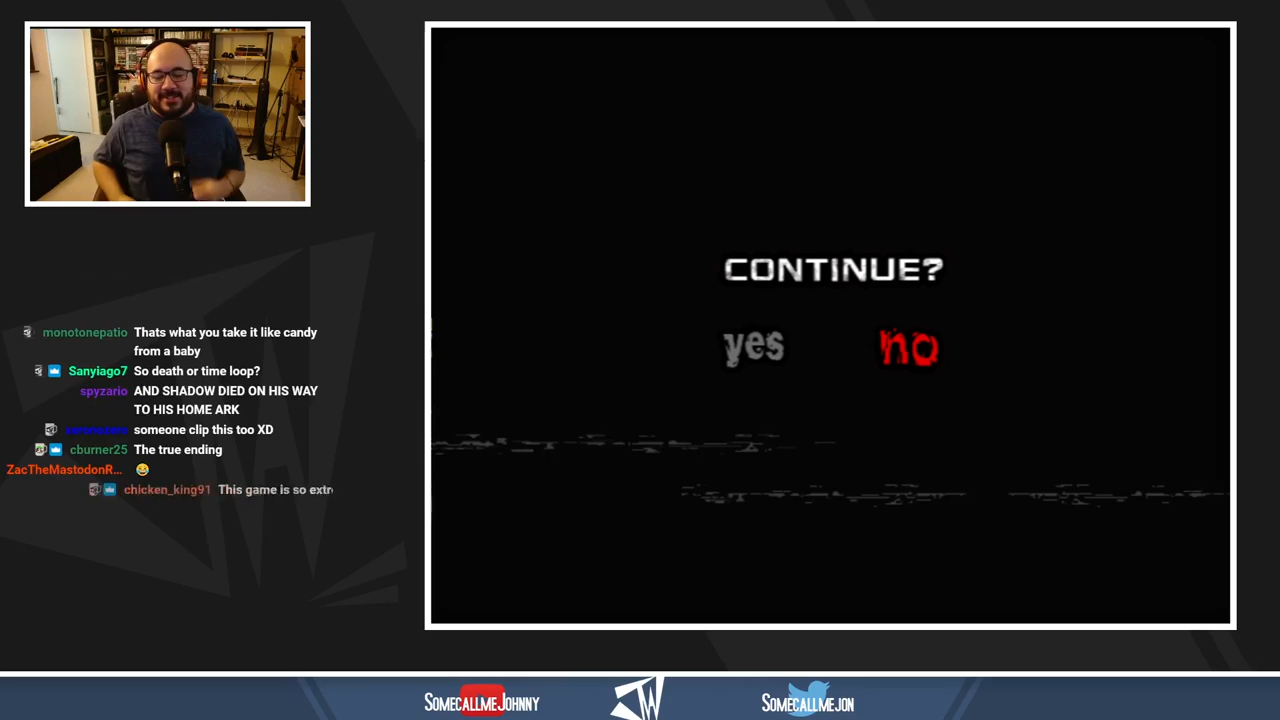 CONTINUE?
yes no
monotonepatio Thats what you take it like candy
from a baby
Sanyiago7 So death or time loop?
spyzario AND SHADOW DIED ON HIS WAY
TO HIS HOME ARK
someone clip this too XD
cburner25 The true ending
ZacTheMastodonR... 😂
chicken_king91 This game is so extr
SOMECALLMEJOHNNY
SOMECALLMEJON